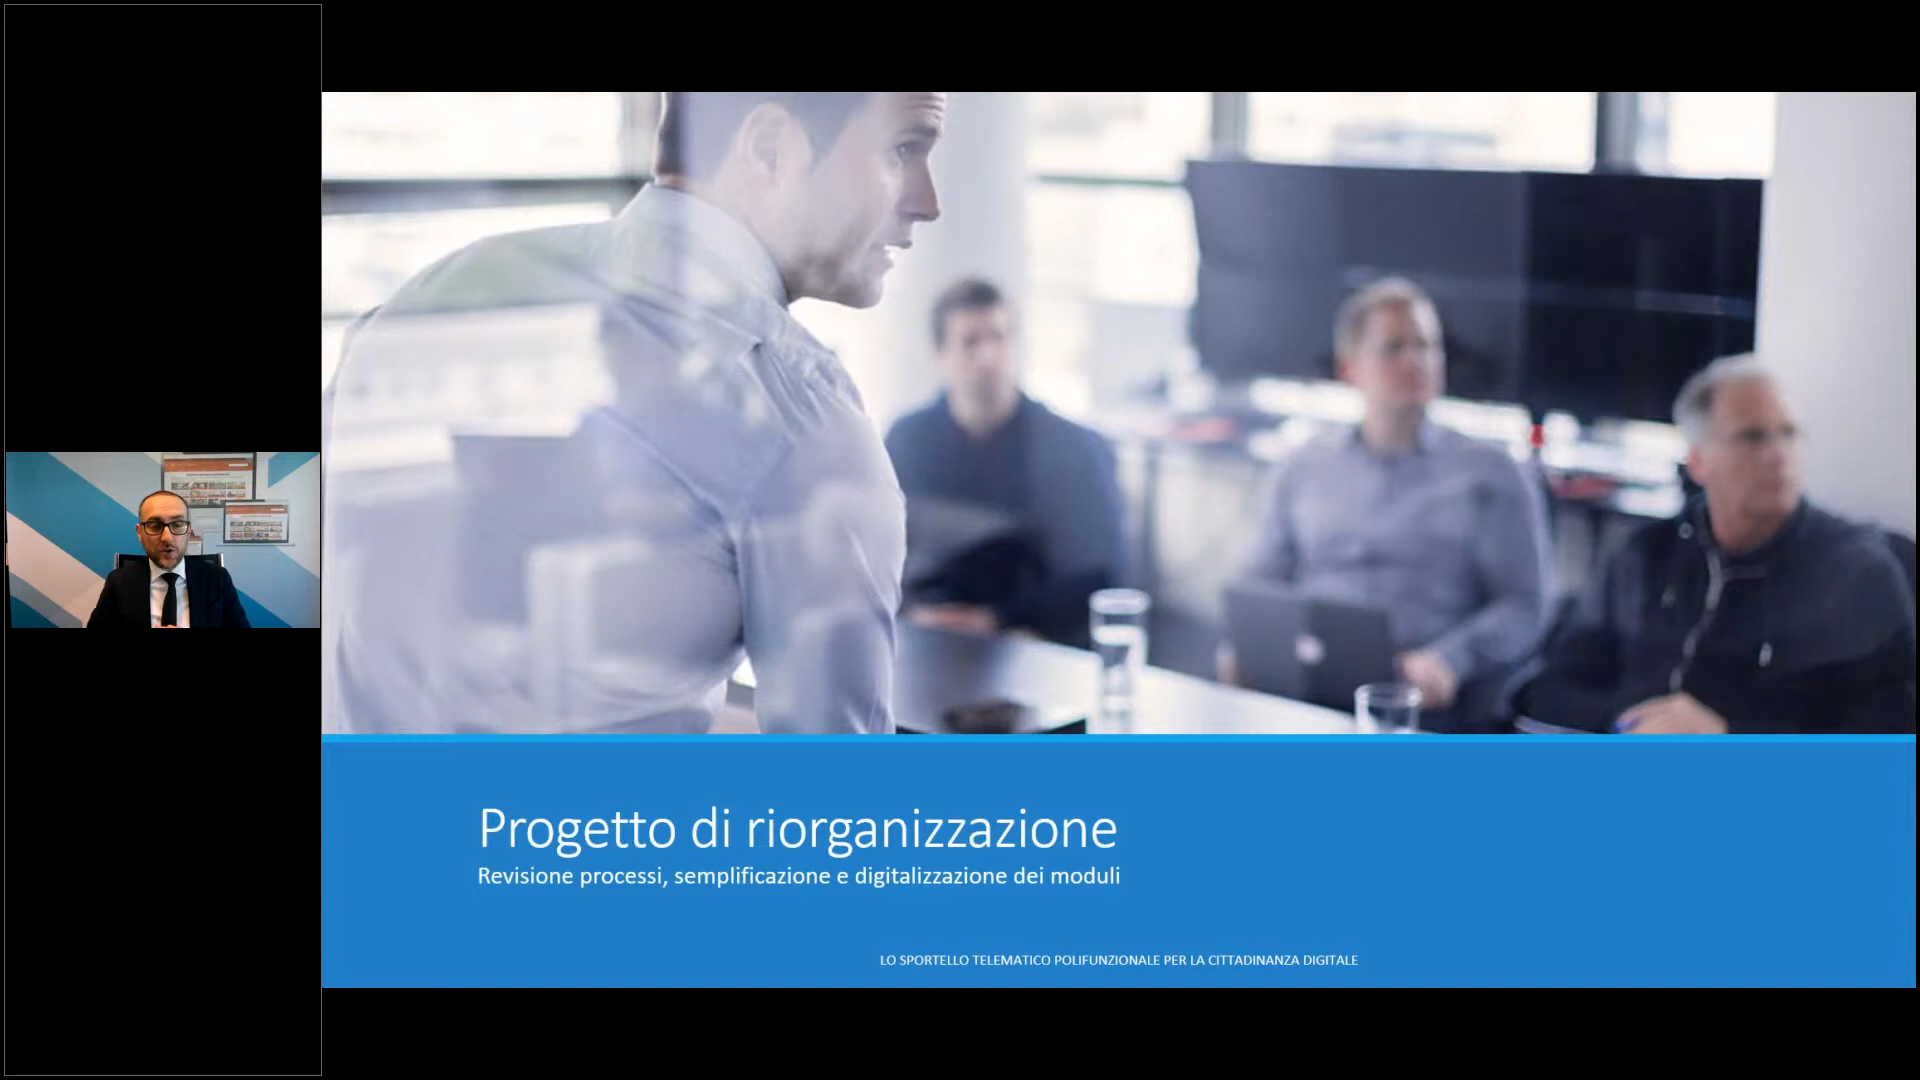 Progetto di riorganizzazione
Revisione processi, semplificazione e digitalizzazione dei moduli
LO SPORTELLO TELEMATICO POLIFUNZIONALE PER LA CITTADINANZA DIGITALE